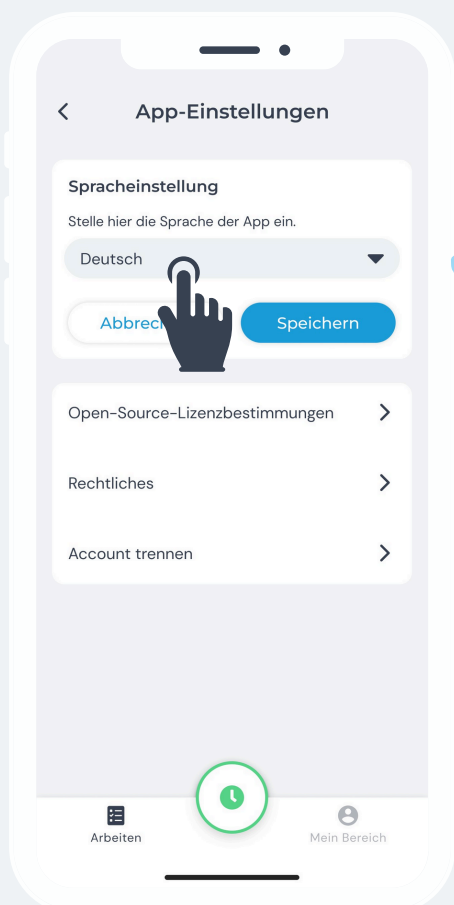 App-Einstellungen
Spracheinstellung
Stelle hier die Sprache der App ein.
Deutsch
Abbrec
Speichern
Open-Source-Lizenzbestimmungen
Rechtliches
Account trennen
Arbeiten
Mein Bereich